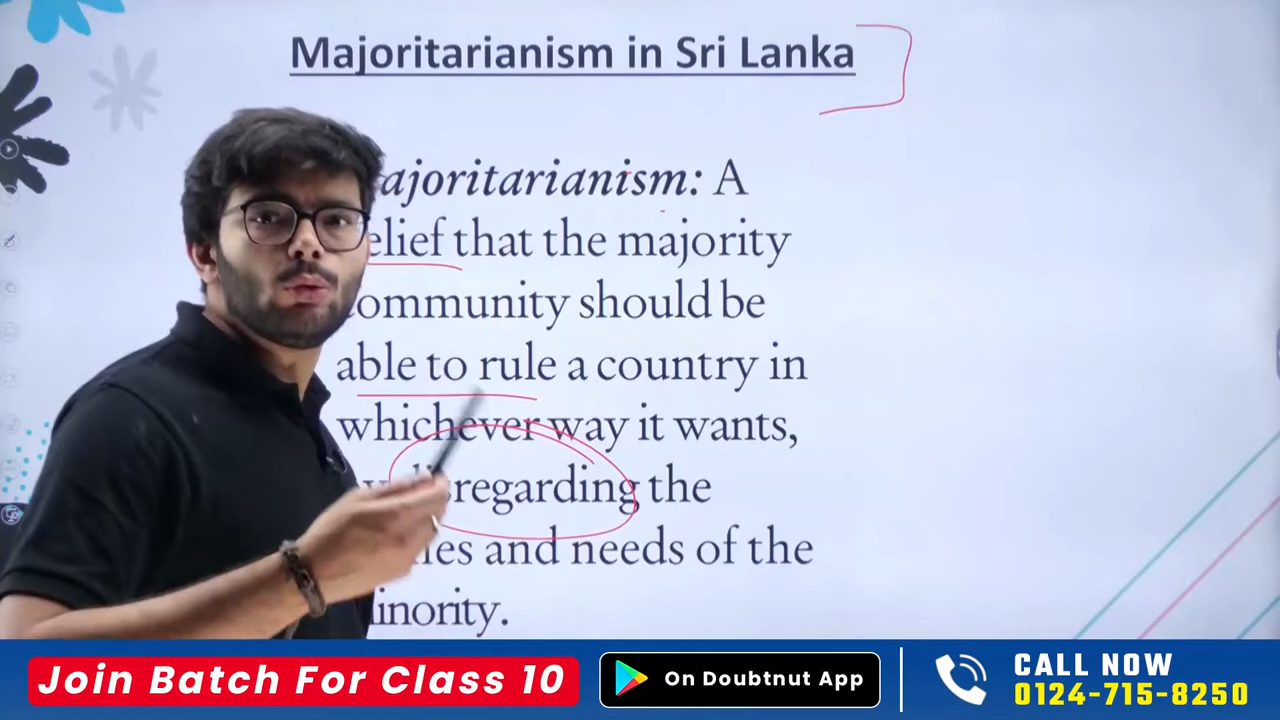 Majoritarianism in Sri Lanka
ajoritarianism: A
elief that the majority
ommunity should be
able to rule a country in
whichever way it wants,
regarding the
and needs of the
inority.
Join Batch For Class 10
On Doubtnut App
CALL NOW
0124-715-8250